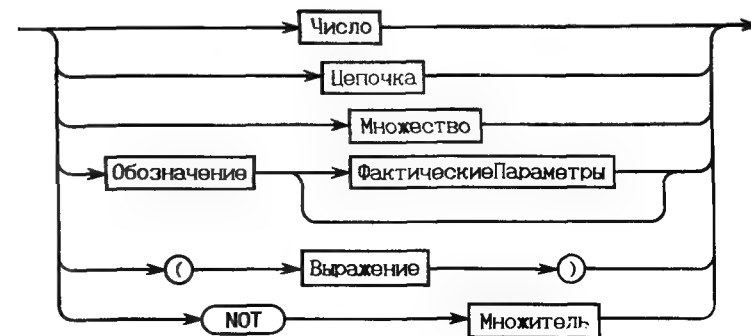 Число
Цепочка
Множество
Обозначение ФактическиеПараметры
( Выражение )
NOT Множитель